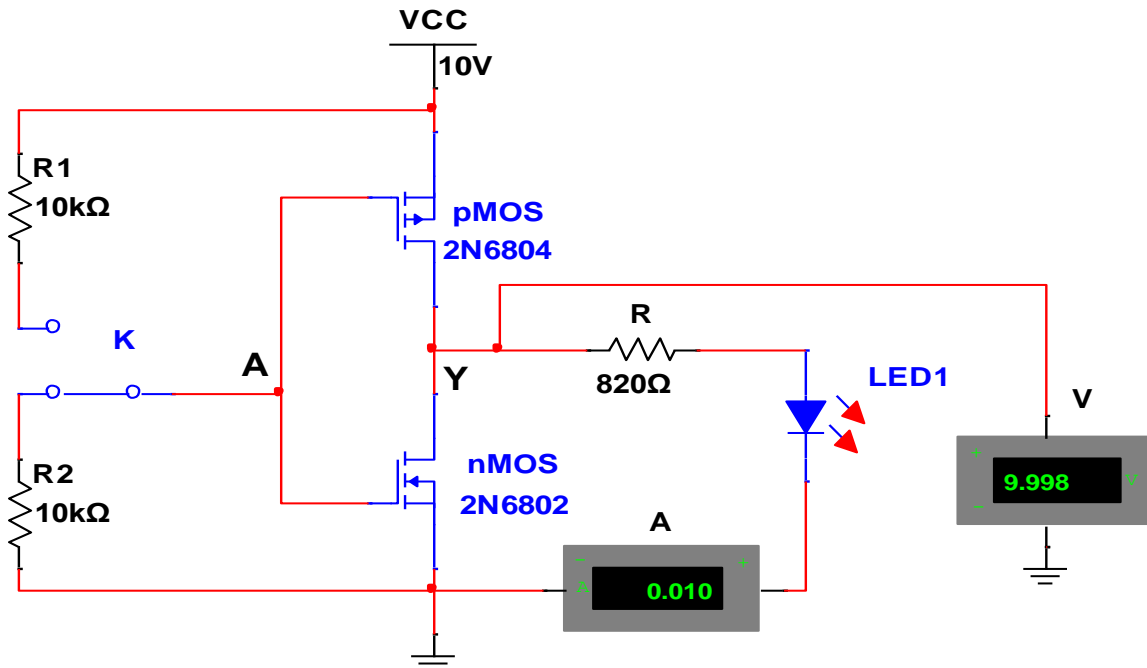 VCC
10V
R1
10kΩ
pMOS
2N6804
K
A
Y
R
820Ω
LED1
V
R2
10kΩ
nMOS
2N6802
A
+
9.998 V
–
– +
A 0.010